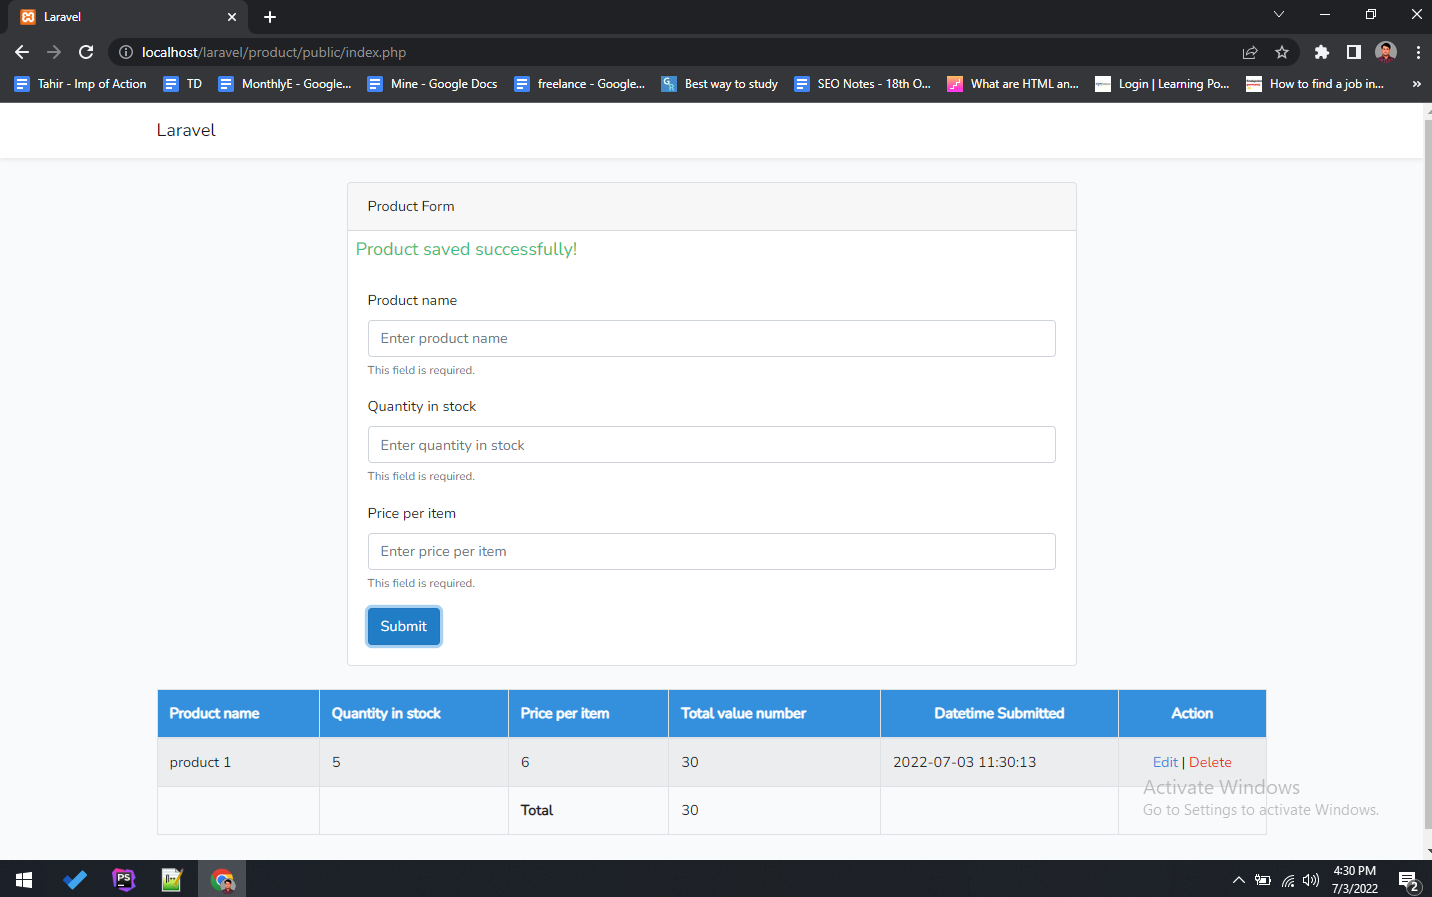 Laravel
localhost/laravel/product/public/index.php
Tahir - Imp of Action
TD
MonthlyE - Google...
Mine - Google Docs
freelance - Google...
Best way to study
SEO Notes - 18th O...
What are HTML an...
Login | Learning Po...
How to find a job in...
»
Laravel
Product Form
Product saved successfully!
Product name
Enter product name
This field is required.
Quantity in stock
Enter quantity in stock
This field is required.
Price per item
Enter price per item
This field is required.
Submit
Product name Quantity in stock Price per item Total value number Datetime Submitted Action
product 1 5 6 30 2022-07-03 11:30:13 Edit | Delete
Total 30
Activate Windows
Go to Settings to activate Windows.
PS
4:30 PM
7/3/2022
2